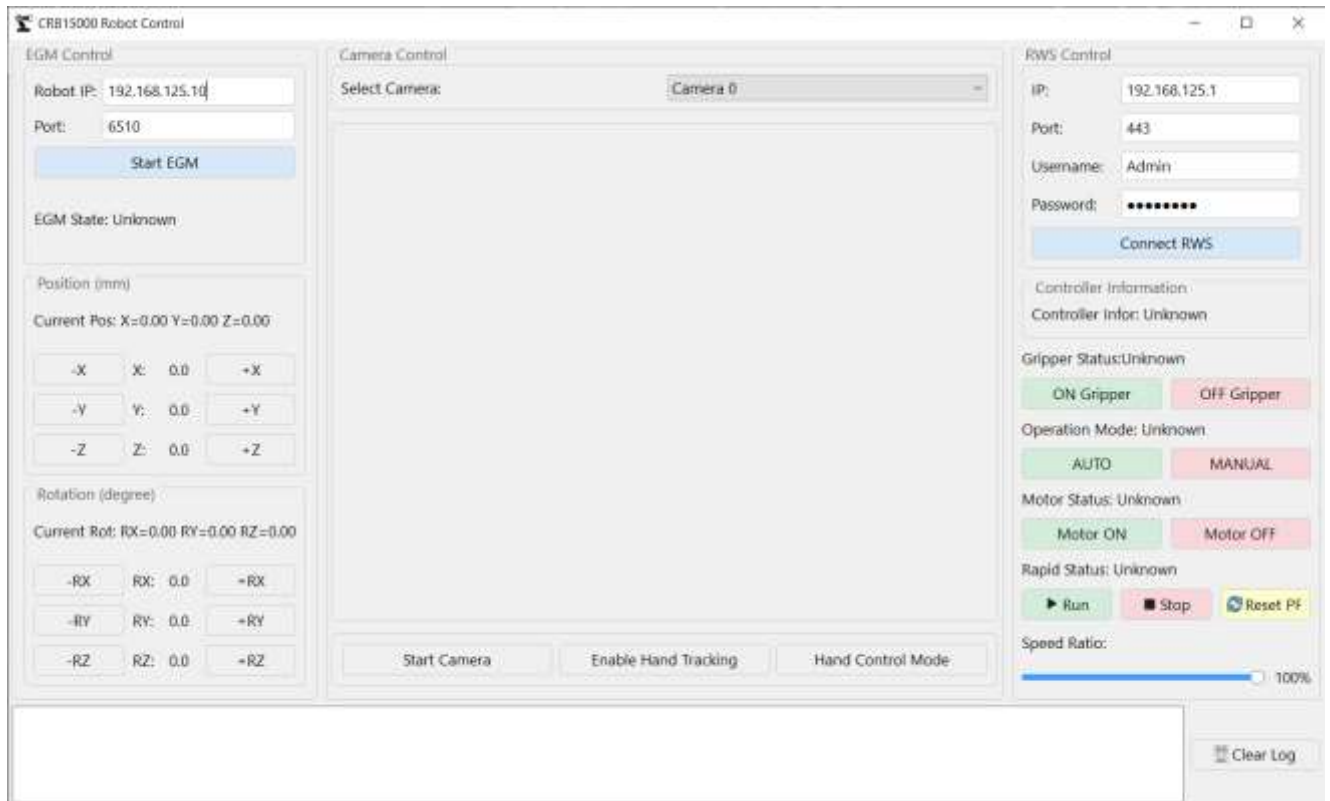 CRB15000 Robot Control
EGM Control
Robot IP: 192.168.125.10
Port: 6510
Start EGM
EGM State: Unknown
Position (mm)
Current Pos: X=0.00 Y=0.00 Z=0.00
-X X: 0.0 +X
-Y Y: 0.0 +Y
-Z Z: 0.0 +Z
Rotation (degree)
Current Rot: RX=0.00 RY=0.00 RZ=0.00
-RX RX: 0.0 +RX
-RY RY: 0.0 +RY
-RZ RZ: 0.0 +RZ
Camera Control
Select Camera: Camera 0
Start Camera Enable Hand Tracking Hand Control Mode
RWS Control
IP: 192.168.125.1
Port: 443
Username: Admin
Password: ●●●●●●●●
Connect RWS
Controller Information
Controller Infor: Unknown
Gripper Status:Unknown
ON Gripper OFF Gripper
Operation Mode: Unknown
AUTO MANUAL
Motor Status: Unknown
Motor ON Motor OFF
Rapid Status: Unknown
Run Stop Reset PF
Speed Ratio:
100%
Clear Log